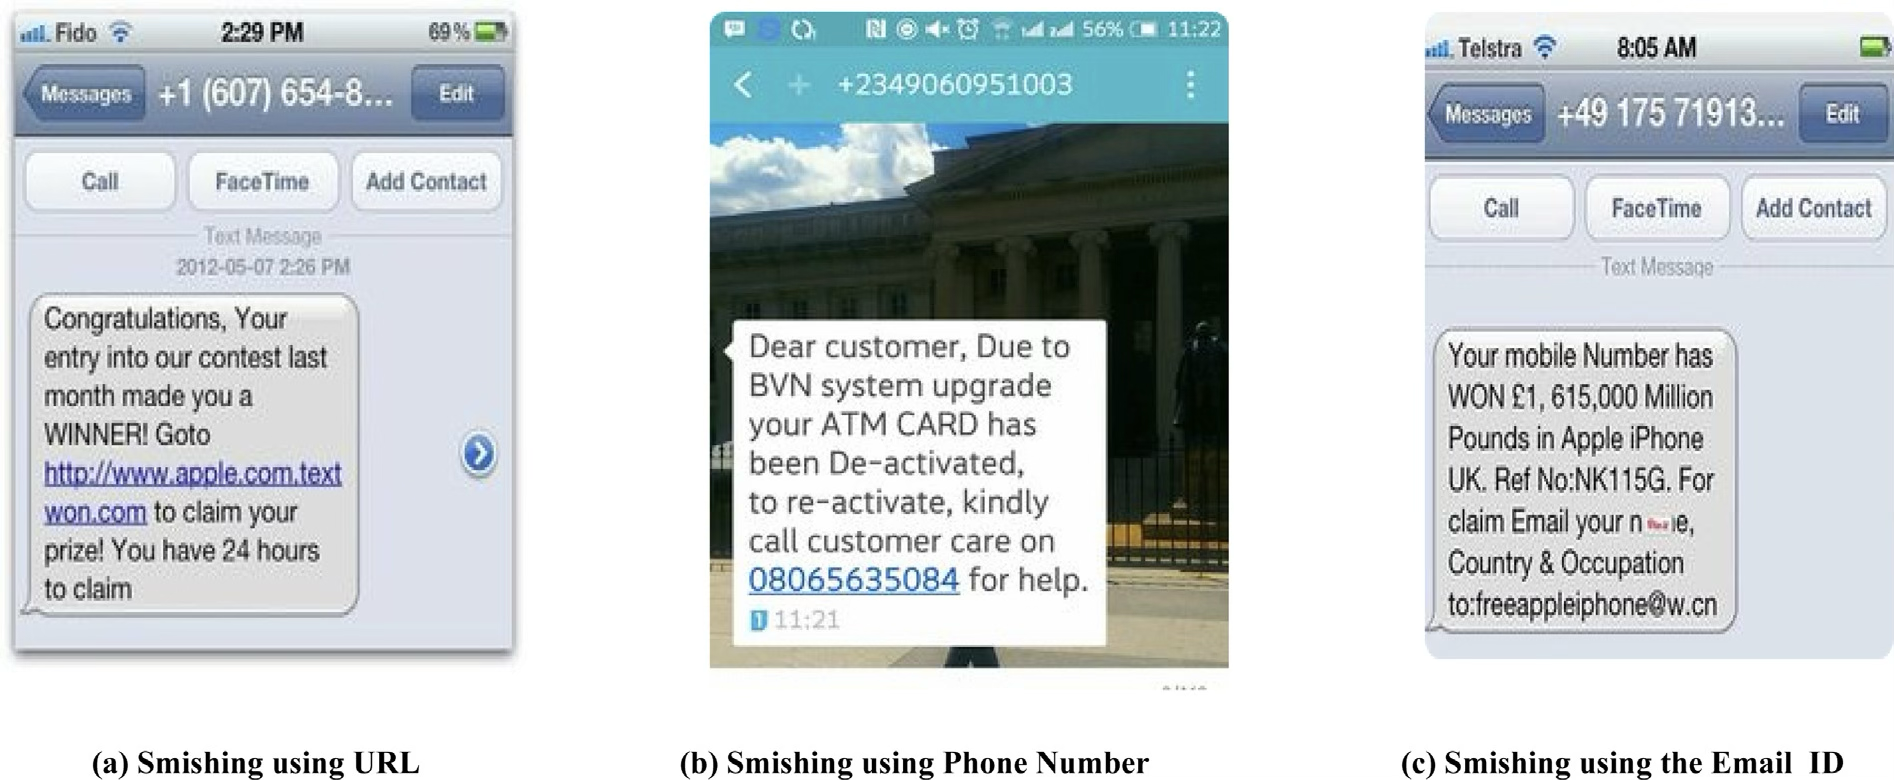 Fido
2:29 PM
69%
Messages
+1 (607) 654-8...
Edit
Call
FaceTime
Add Contact
Text Message
2012-05-07 2:26 PM
Congratulations, Your
entry into our contest last
month made you a
WINNER! Goto
http://www.apple.com.text
won.com to claim your
prize! You have 24 hours
to claim
(a) Smishing using URL
56%
11:22
+2349060951003
Dear customer, Due to
BVN system upgrade
your ATM CARD has
been De-activated,
to re-activate, kindly
call customer care on
08065635084 for help.
1 11:21
(b) Smishing using Phone Number
Telstra
8:05 AM
Messages
+49 175 71913...
Edit
Call
FaceTime
Add Contact
Text Message
Your mobile Number has
WON £1, 615,000 Million
Pounds in Apple iPhone
UK. Ref No:NK115G. For
claim Email your
Country & Occupation
to:freeappleiphone@w.cn
(c) Smishing using the Email ID